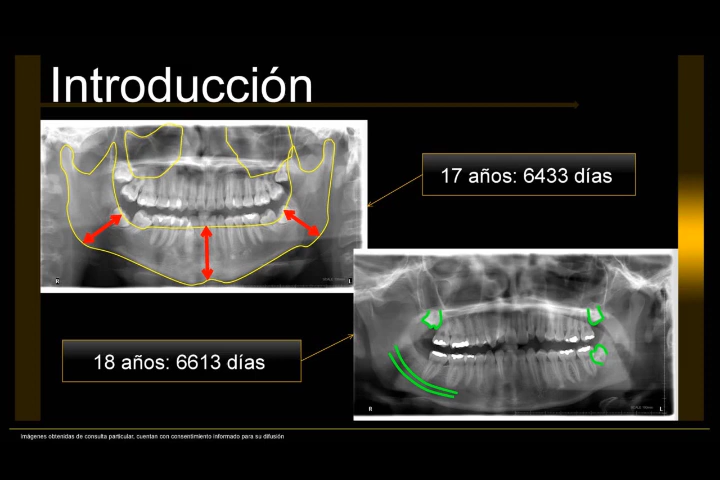 Introducción
17 años: 6433 días
R
R
L
18 años: 6613 días
Imágenes obtenidas de consulta particular, cuentan con consentimiento informado para su difusión